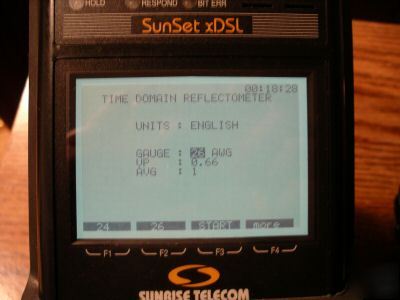 HOLD RESPOND BIT ERR
SunSet xDSL
00:18:28
TIME DOMAIN REFLECTOMETER
UNITS : ENGLISH
GAUGE : 26 AWG
VP : 0.66
AVG : 1
24 26 START more
F1 F2 F3 F4
SUNRISE TELECOM